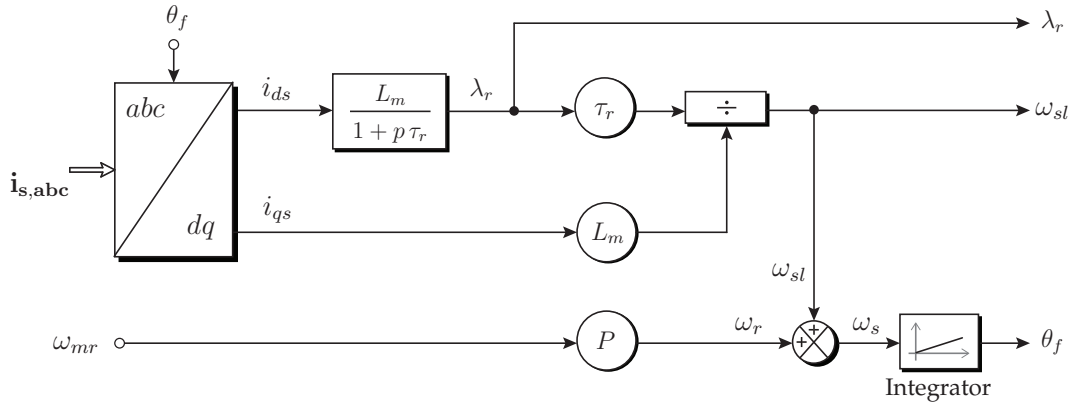 θ_f
λ_r
abc
i_ds
L_m
1 + p τ_r
λ_r
τ_r
÷
ω_sl
i_s,abc
dq
i_qs
L_m
ω_sl
ω_mr
P
ω_r
+
+
ω_s
θ_f
Integrator